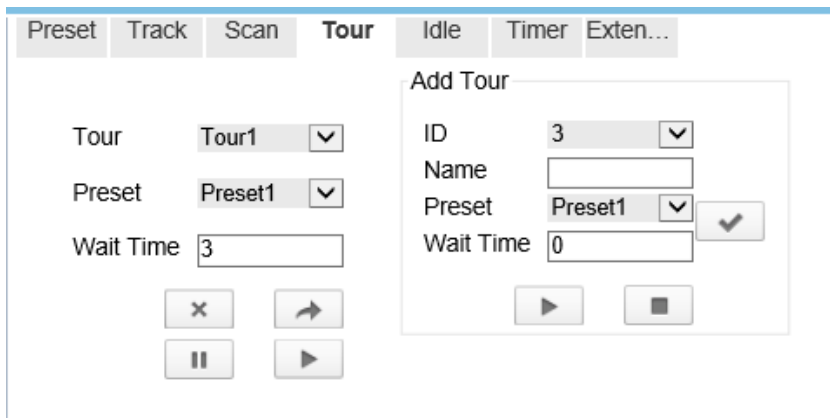 Preset Track Scan Tour Idle Timer Exten...
Tour Tour1
Preset Preset1
Wait Time 3
Add Tour
ID 3
Name
Preset Preset1
Wait Time 0